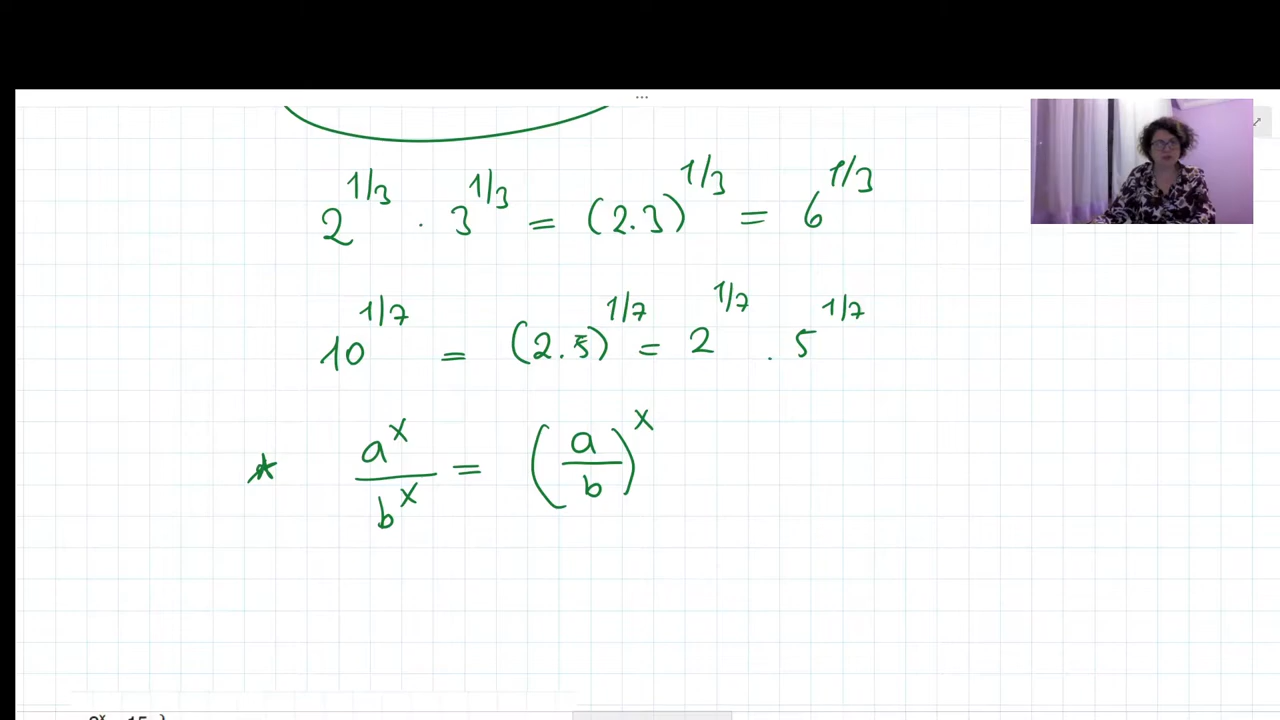 2^{1/3} . 3^{1/3} = (2.3)^{1/3} = 6^{1/3}
10^{1/7} = (2.5)^{1/7} = 2^{1/7} . 5^{1/7}
* a^x / b^x = (a/b)^x